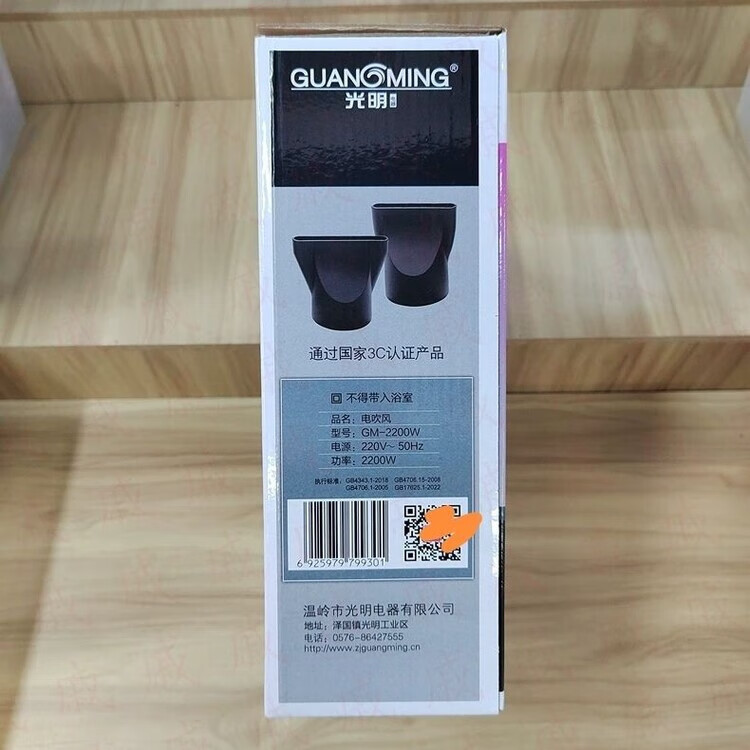 GUANGMING®
光明
通过国家3C认证产品
不得带入浴室
品名：电吹风
型号：GM-2200W
电源：220V～50Hz
功率：2200W
执行标准：GB4343.1-2018 GB4706.15-2008
GB4706.1-2005 GB17625.1-2022
6 925979 799301
温岭市光明电器有限公司
地址：泽国镇光明工业区
电话：0576-86427555
http://www.zjguangming.cn